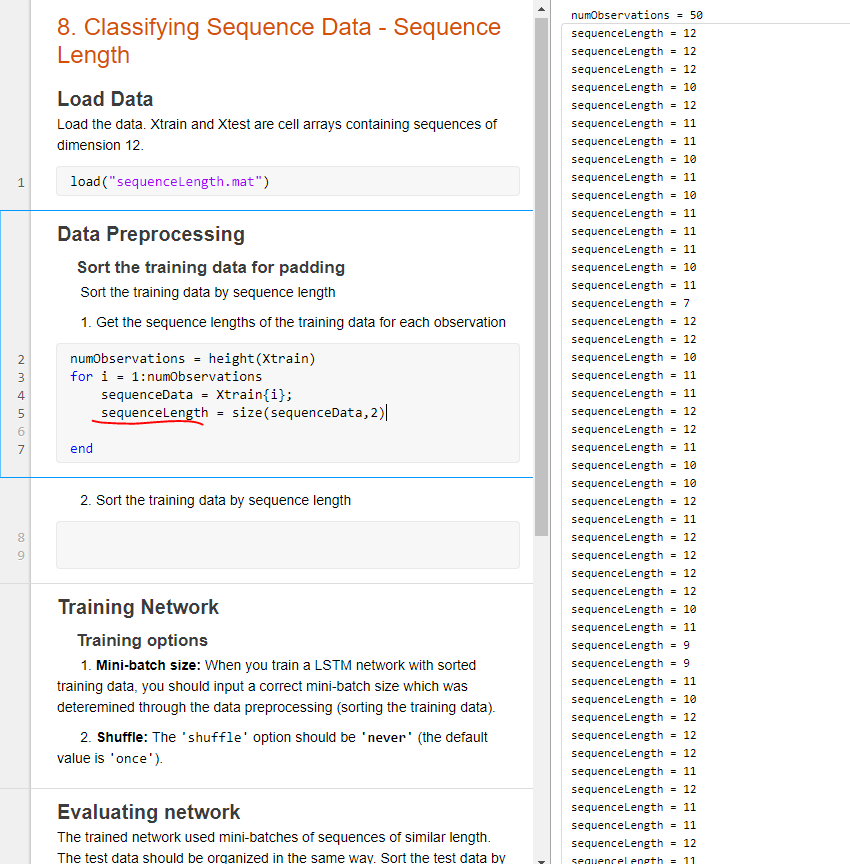 8. Classifying Sequence Data - Sequence
Length
Load Data
Load the data. Xtrain and Xtest are cell arrays containing sequences of
dimension 12.
1 load("sequenceLength.mat")
Data Preprocessing
Sort the training data for padding
Sort the training data by sequence length
1. Get the sequence lengths of the training data for each observation
2 numObservations = height(Xtrain)
3 for i = 1:numObservations
4 sequenceData = Xtrain{i};
5 sequenceLength = size(sequenceData,2)
6
7 end
2. Sort the training data by sequence length
8
9
Training Network
Training options
1. Mini-batch size: When you train a LSTM network with sorted
training data, you should input a correct mini-batch size which was
deteremined through the data preprocessing (sorting the training data).
2. Shuffle: The 'shuffle' option should be 'never' (the default
value is 'once').
Evaluating network
The trained network used mini-batches of sequences of similar length.
The test data should be organized in the same way. Sort the test data by
numObservations = 50
sequenceLength = 12
sequenceLength = 12
sequenceLength = 12
sequenceLength = 10
sequenceLength = 12
sequenceLength = 11
sequenceLength = 11
sequenceLength = 10
sequenceLength = 11
sequenceLength = 10
sequenceLength = 11
sequenceLength = 11
sequenceLength = 11
sequenceLength = 10
sequenceLength = 11
sequenceLength = 7
sequenceLength = 12
sequenceLength = 12
sequenceLength = 10
sequenceLength = 11
sequenceLength = 11
sequenceLength = 12
sequenceLength = 12
sequenceLength = 11
sequenceLength = 10
sequenceLength = 10
sequenceLength = 12
sequenceLength = 11
sequenceLength = 12
sequenceLength = 12
sequenceLength = 12
sequenceLength = 12
sequenceLength = 10
sequenceLength = 11
sequenceLength = 9
sequenceLength = 9
sequenceLength = 11
sequenceLength = 10
sequenceLength = 12
sequenceLength = 12
sequenceLength = 12
sequenceLength = 11
sequenceLength = 12
sequenceLength = 11
sequenceLength = 11
sequenceLength = 12
sequenceLength = 11